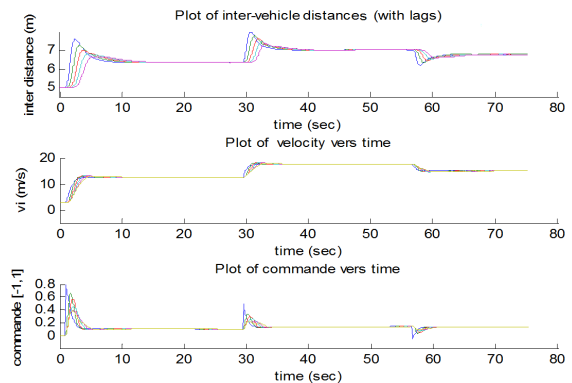 Plot of inter-vehicle distances (with lags)
inter distance (m)
7
6
5
0 10 20 30 40 50 60 70 80
time (sec)
Plot of velocity vers time
vi (m/s)
20
10
0
0 10 20 30 40 50 60 70 80
time (sec)
Plot of commande vers time
commande [-1,1]
0.8
0.6
0.4
0.2
0
0 10 20 30 40 50 60 70 80
time (sec)